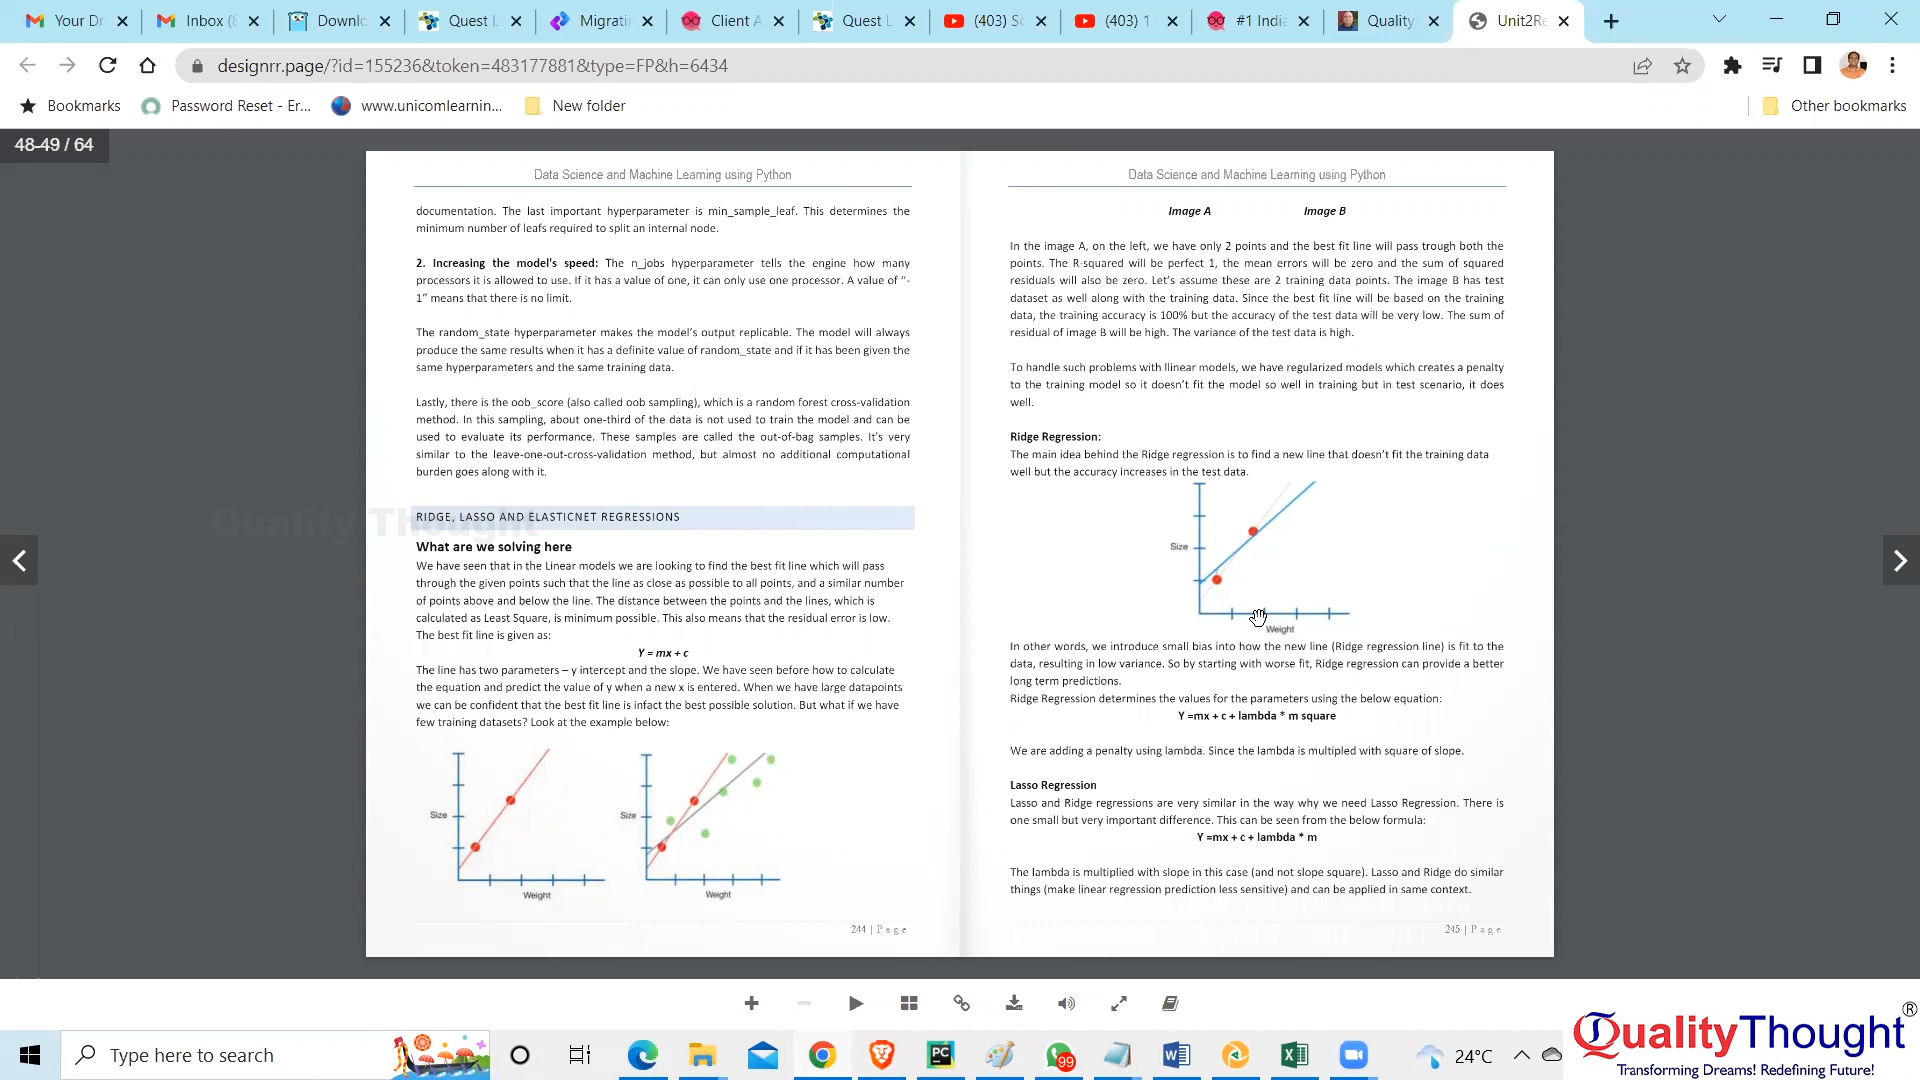 Your Dr
Inbox (8
Downlo
Quest L
Migrati
Client A
Quest L
(403) Sc
(403) 1
#1 India
Quality
Unit2Re
designrr.page/?id=155236&token=483177881&type=FP&h=6434
Bookmarks
Password Reset - Er...
www.unicomlearnin...
New folder
Other bookmarks
48-49 / 64
Data Science and Machine Learning using Python
documentation. The last important hyperparameter is min_sample_leaf. This determines the
minimum number of leafs required to split an internal node.
2. Increasing the model's speed: The n_jobs hyperparameter tells the engine how many
processors it is allowed to use. If it has a value of one, it can only use one processor. A value of "-
1" means that there is no limit.
The random_state hyperparameter makes the model's output replicable. The model will always
produce the same results when it has a definite value of random_state and if it has been given the
same hyperparameters and the same training data.
Lastly, there is the oob_score (also called oob sampling), which is a random forest cross-validation
method. In this sampling, about one-third of the data is not used to train the model and can be
used to evaluate its performance. These samples are called the out-of-bag samples. It's very
similar to the leave-one-out-cross-validation method, but almost no additional computational
burden goes along with it.
Quality Thought
RIDGE, LASSO AND ELASTICNET REGRESSIONS
What are we solving here
We have seen that in the Linear models we are looking to find the best fit line which will pass
through the given points such that the line as close as possible to all points, and a similar number
of points above and below the line. The distance between the points and the lines, which is
calculated as Least Square, is minimum possible. This also means that the residual error is low.
The best fit line is given as:
Y = mx + c
The line has two parameters – y intercept and the slope. We have seen before how to calculate
the equation and predict the value of y when a new x is entered. When we have large datapoints
we can be confident that the best fit line is infact the best possible solution. But what if we have
few training datasets? Look at the example below:
Size
Weight
Size
Weight
244 | P a g e
Data Science and Machine Learning using Python
Image A Image B
In the image A, on the left, we have only 2 points and the best fit line will pass trough both the
points. The R-squared will be perfect 1, the mean errors will be zero and the sum of squared
residuals will also be zero. Let's assume these are 2 training data points. The image B has test
dataset as well along with the training data. Since the best fit line will be based on the training
data, the training accuracy is 100% but the accuracy of the test data will be very low. The sum of
residual of image B will be high. The variance of the test data is high.
To handle such problems with llinear models, we have regularized models which creates a penalty
to the training model so it doesn't fit the model so well in training but in test scenario, it does
well.
Ridge Regression:
The main idea behind the Ridge regression is to find a new line that doesn't fit the training data
well but the accuracy increases in the test data.
Size
Weight
In other words, we introduce small bias into how the new line (Ridge regression line) is fit to the
data, resulting in low variance. So by starting with worse fit, Ridge regression can provide a better
long term predictions.
Ridge Regression determines the values for the parameters using the below equation:
Y =mx + c + lambda * m square
We are adding a penalty using lambda. Since the lambda is multipled with square of slope.
Lasso Regression
Lasso and Ridge regressions are very similar in the way why we need Lasso Regression. There is
one small but very important difference. This can be seen from the below formula:
Y =mx + c + lambda * m
The lambda is multiplied with slope in this case (and not slope square). Lasso and Ridge do similar
things (make linear regression prediction less sensitive) and can be applied in same context.
245 | P a g e
Type here to search
PC
99
24°C
QualityThought®
Transforming Dreams! Redefining Future!